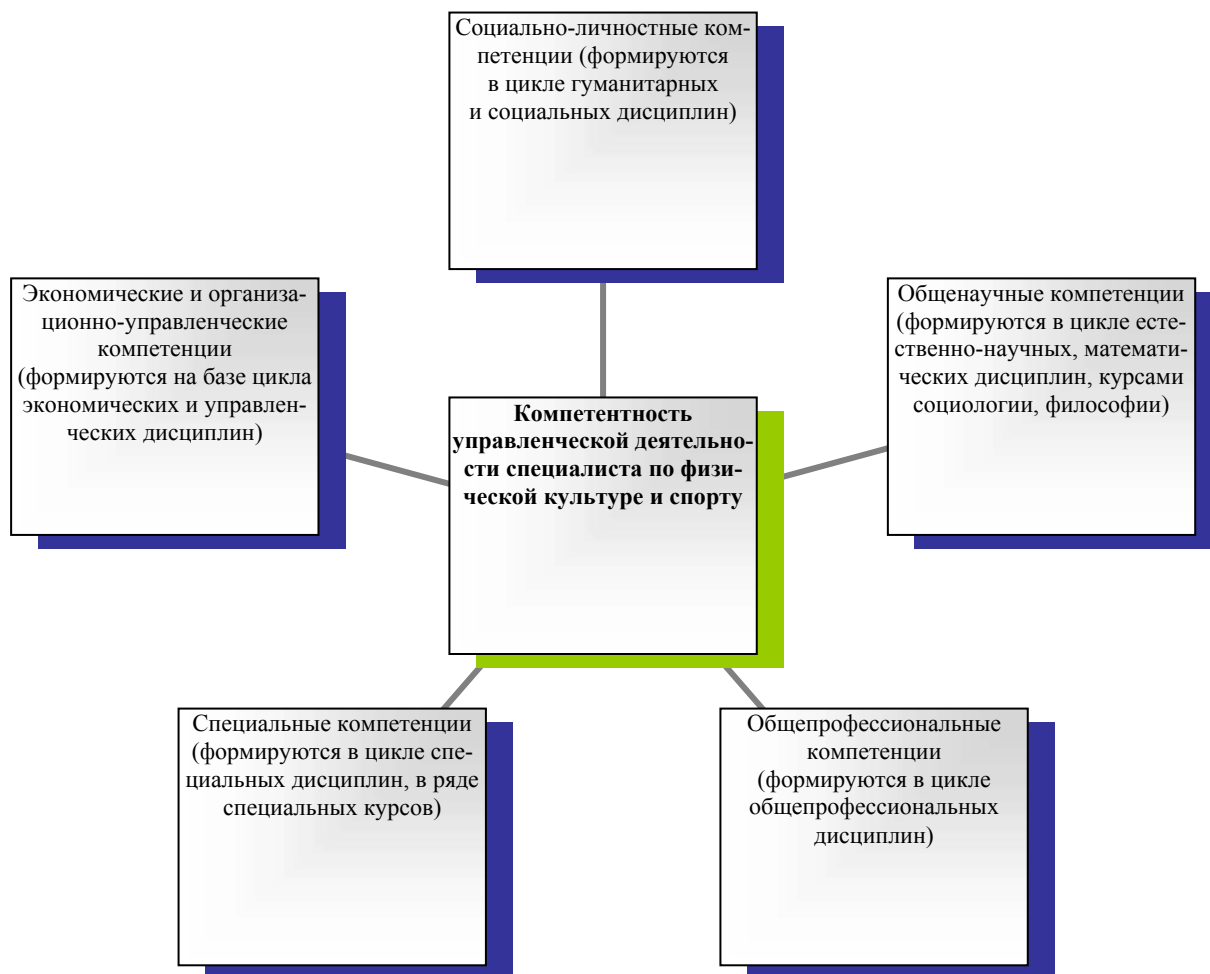 Социально-личностные ком-
петенции (формируются
в цикле гуманитарных
и социальных дисциплин)
Экономические и организа-
ционно-управленческие
компетенции
(формируются на базе цикла
экономических и управлен-
ческих дисциплин)
Общенаучные компетенции
(формируются в цикле есте-
ственно-научных, математи-
ческих дисциплин, курсами
социологии, философии)
Компетентность
управленческой деятельно-
сти специалиста по физи-
ческой культуре и спорту
Специальные компетенции
(формируются в цикле спе-
циальных дисциплин, в ряде
специальных курсов)
Общепрофессиональные
компетенции
(формируются в цикле
общепрофессиональных
дисциплин)